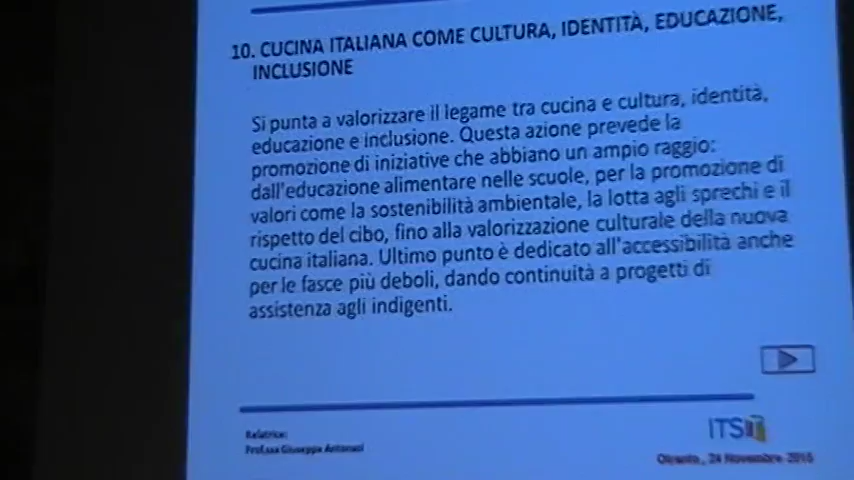 10. CUCINA ITALIANA COME CULTURA, IDENTITÀ, EDUCAZIONE,
INCLUSIONE
Si punta a valorizzare il legame tra cucina e cultura, identità,
educazione e inclusione. Questa azione prevede la
promozione di iniziative che abbiano un ampio raggio:
dall'educazione alimentare nelle scuole, per la promozione di
valori come la sostenibilità ambientale, la lotta agli sprechi e il
rispetto del cibo, fino alla valorizzazione culturale della nuova
cucina italiana. Ultimo punto è dedicato all'accessibilità anche
per le fasce più deboli, dando continuità a progetti di
assistenza agli indigenti.
Relatrice:
Prof.ssa Giuseppa Antonaci
ITS
24 Novembre